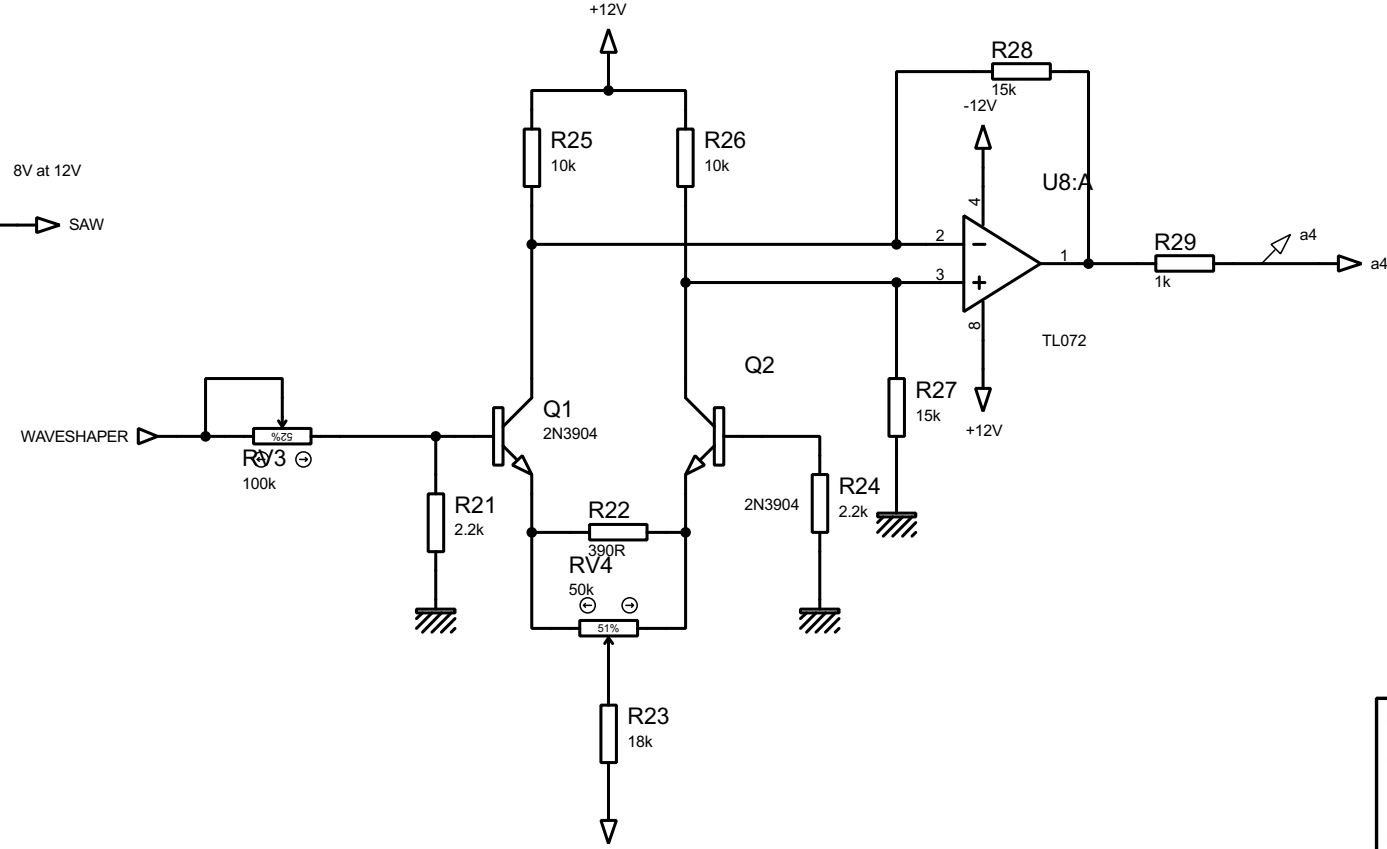 +12V
R28
15k
-12V
R25
10k
R26
10k
8V at 12V
U8:A
4
SAW
2
3
1
R29
1k
a4
a4
8
TL072
Q2
+12V
R27
15k
Q1
2N3904
WAVESHAPER
52%
RV3
100k
R21
2.2k
R22
390R
2N3904
R24
2.2k
RV4
50k
51%
R23
18k